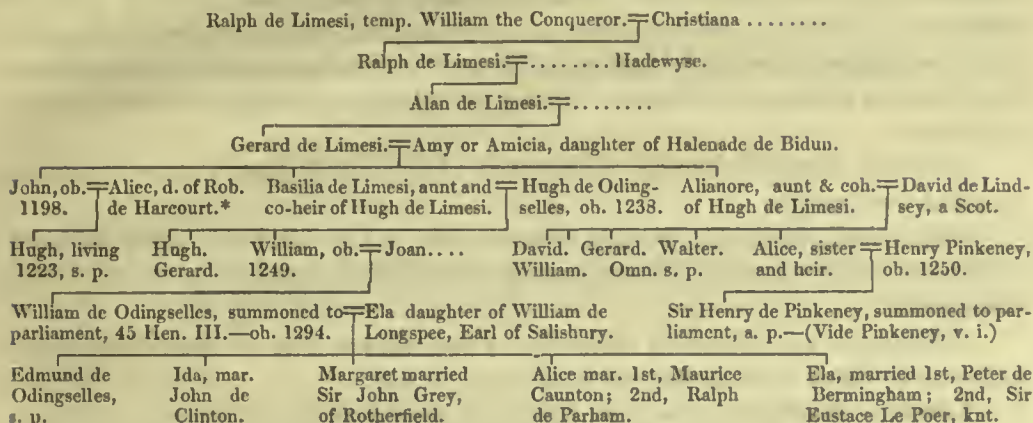 Ralph de Limesi, temp. William the Conqueror. Christiana ........
Ralph de Limesi. ........ Hadewyse.
Alan de Limesi. ........
Gerard de Limesi. Amy or Amicia, daughter of Halenade de Bidun.
John, ob. Alice, d. of Rob. Basilia de Limesi, aunt and Hugh de Oding- Alianore, aunt & coh. David de Lind-
1198. de Harcourt.* co-heir of Hugh de Limesi. selles, ob. 1238. of Hugh de Limesi. sey, a Scot.
Hugh, living Hugh. William, ob. Joan.... David. Gerard. Walter. Alice, sister Henry Pinkeney,
1223, s. p. Gerard. 1249. William. Omn. s. p. and heir. ob. 1250.
William de Odingselles, summoned to Ela daughter of William de Sir Henry de Pinkeney, summoned to par-
parliament, 45 Hen. III.—ob. 1294. Longspee, Earl of Salisbury. liament, a. p.—(Vide Pinkeney, v. i.)
Edmund de Ida, mar. Margaret married Alice mar. 1st, Maurice Ela, married 1st, Peter de
Odingselles, John de Sir John Grey, Caunton; 2nd, Ralph Bermingham; 2nd, Sir
s. p. Clinton. of Rotherfield. de Parham. Eustace Le Poer, knt.